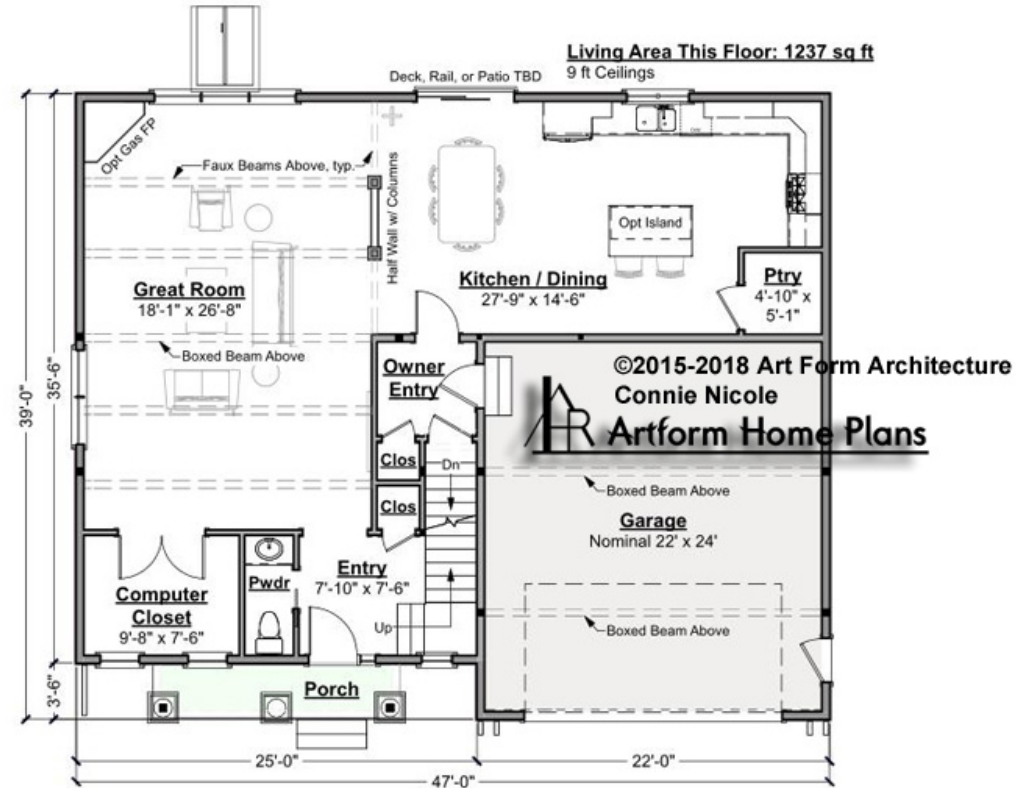 Living Area This Floor: 1237 sq ft
9 ft Ceilings
Deck, Rail, or Patio TBD
Opt Gas FP
Faux Beams Above, typ.
Half Wall w/ Columns
Opt Island
Great Room
18'-1" x 26'-8"
Kitchen / Dining
27'-9" x 14'-6"
Ptry
4'-10" x
5'-1"
Boxed Beam Above
Owner
Entry
©2015-2018 Art Form Architecture
Connie Nicole
AFR Artform Home Plans
Clos
Dn
Clos
Boxed Beam Above
Garage
Nominal 22' x 24'
Entry
7'-10" x 7'-6"
Pwdr
Computer
Closet
9'-8" x 7'-6"
Up
Boxed Beam Above
Porch
39'-0"
35'-6"
3'-6"
25'-0"
22'-0"
47'-0"